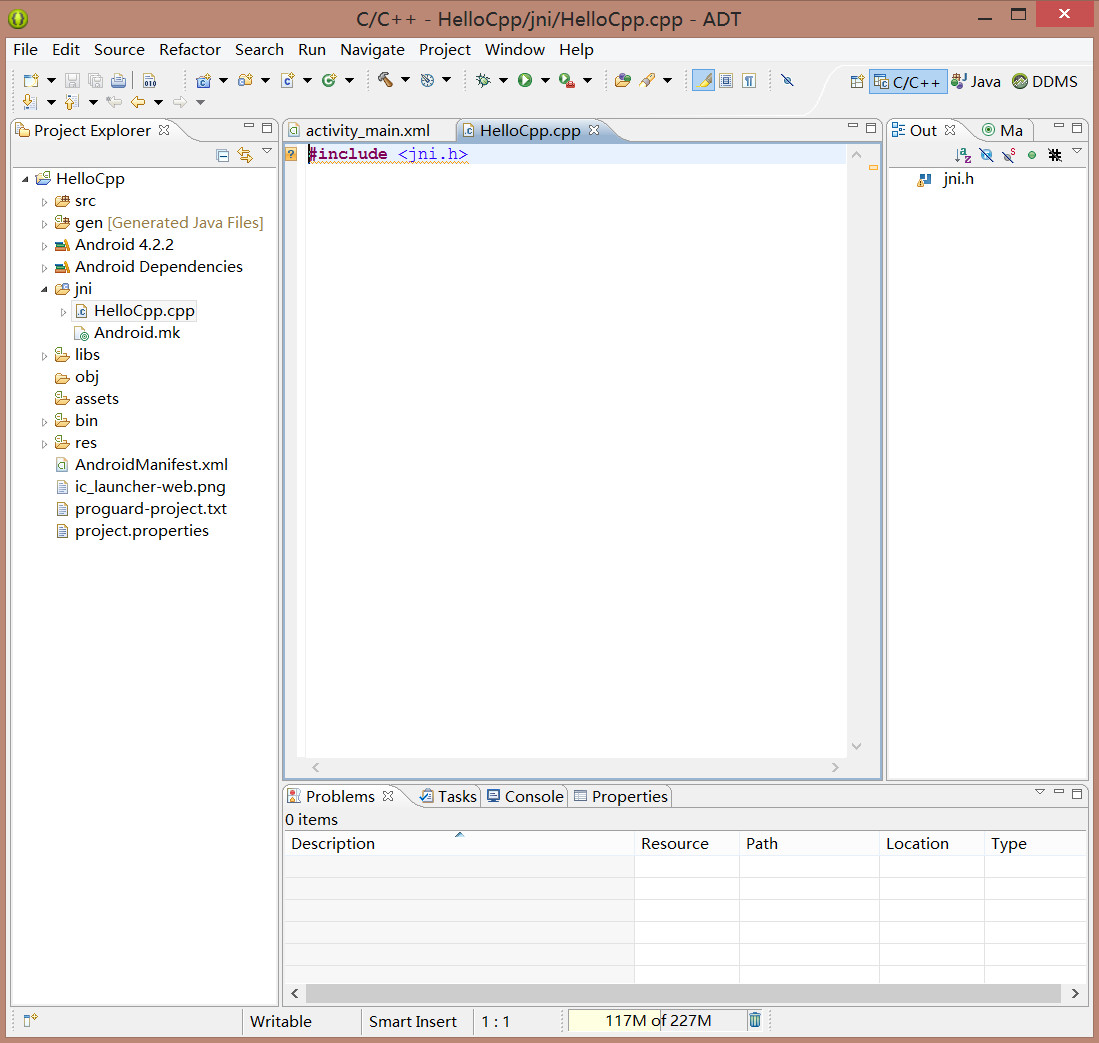 C/C++ - HelloCpp/jni/HelloCpp.cpp - ADT
File Edit Source Refactor Search Run Navigate Project Window Help
C/C++ Java DDMS
Project Explorer
activity_main.xml HelloCpp.cpp
Out Ma
#include <jni.h>
jni.h
HelloCpp
src
gen [Generated Java Files]
Android 4.2.2
Android Dependencies
jni
HelloCpp.cpp
Android.mk
libs
obj
assets
bin
res
AndroidManifest.xml
ic_launcher-web.png
proguard-project.txt
project.properties
Problems Tasks Console Properties
0 items
Description Resource Path Location Type
Writable Smart Insert 1 : 1 117M of 227M